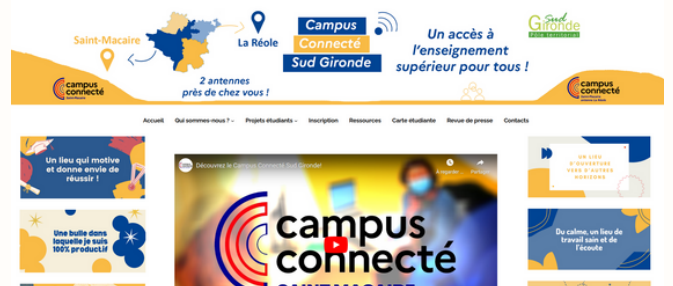 Saint-Macaire
La Réole
2 antennes
près de chez vous !
Campus
Connecté
Sud Gironde
Un accès à
l'enseignement
supérieur pour tous !
Sud
Gironde
Pôle territorial
campus
connecté
campus
connecté
Accueil Qui sommes-nous ? Projets étudiants Inscription Ressources Carte étudiante Revue de presse Contacts
Un lieu qui motive
et donne envie de
réussir !
Une bulle dans
laquelle je suis
100% productif
Découvrez le Campus Connecté Sud Gironde!
À regarder ...
Partager
campus
connecté
SAINT-MACAIRE
UN LIEU
D'OUVERTURE
VERS D'AUTRES
HORIZONS
Du calme, un lieu de
travail sain et de
l'écoute